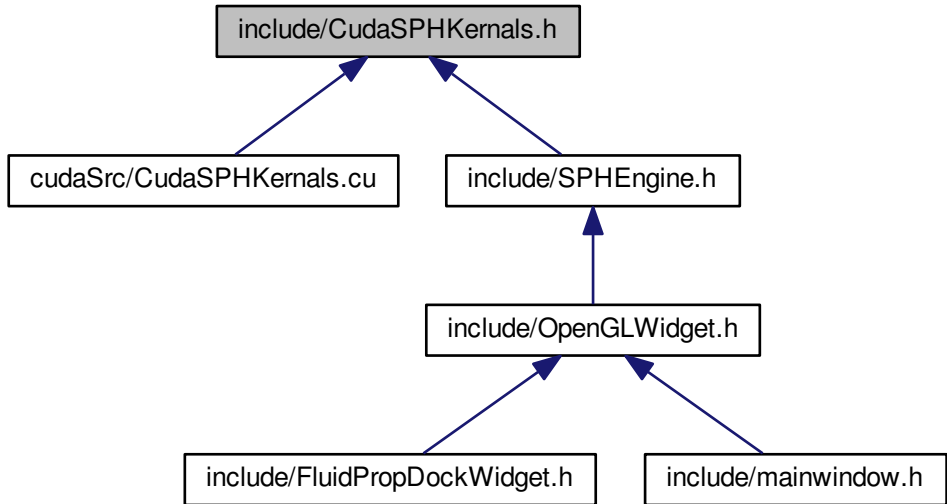 include/CudaSPHKernals.h
cudaSrc/CudaSPHKernals.cu
include/SPHEngine.h
include/OpenGLWidget.h
include/FluidPropDockWidget.h
include/mainwindow.h